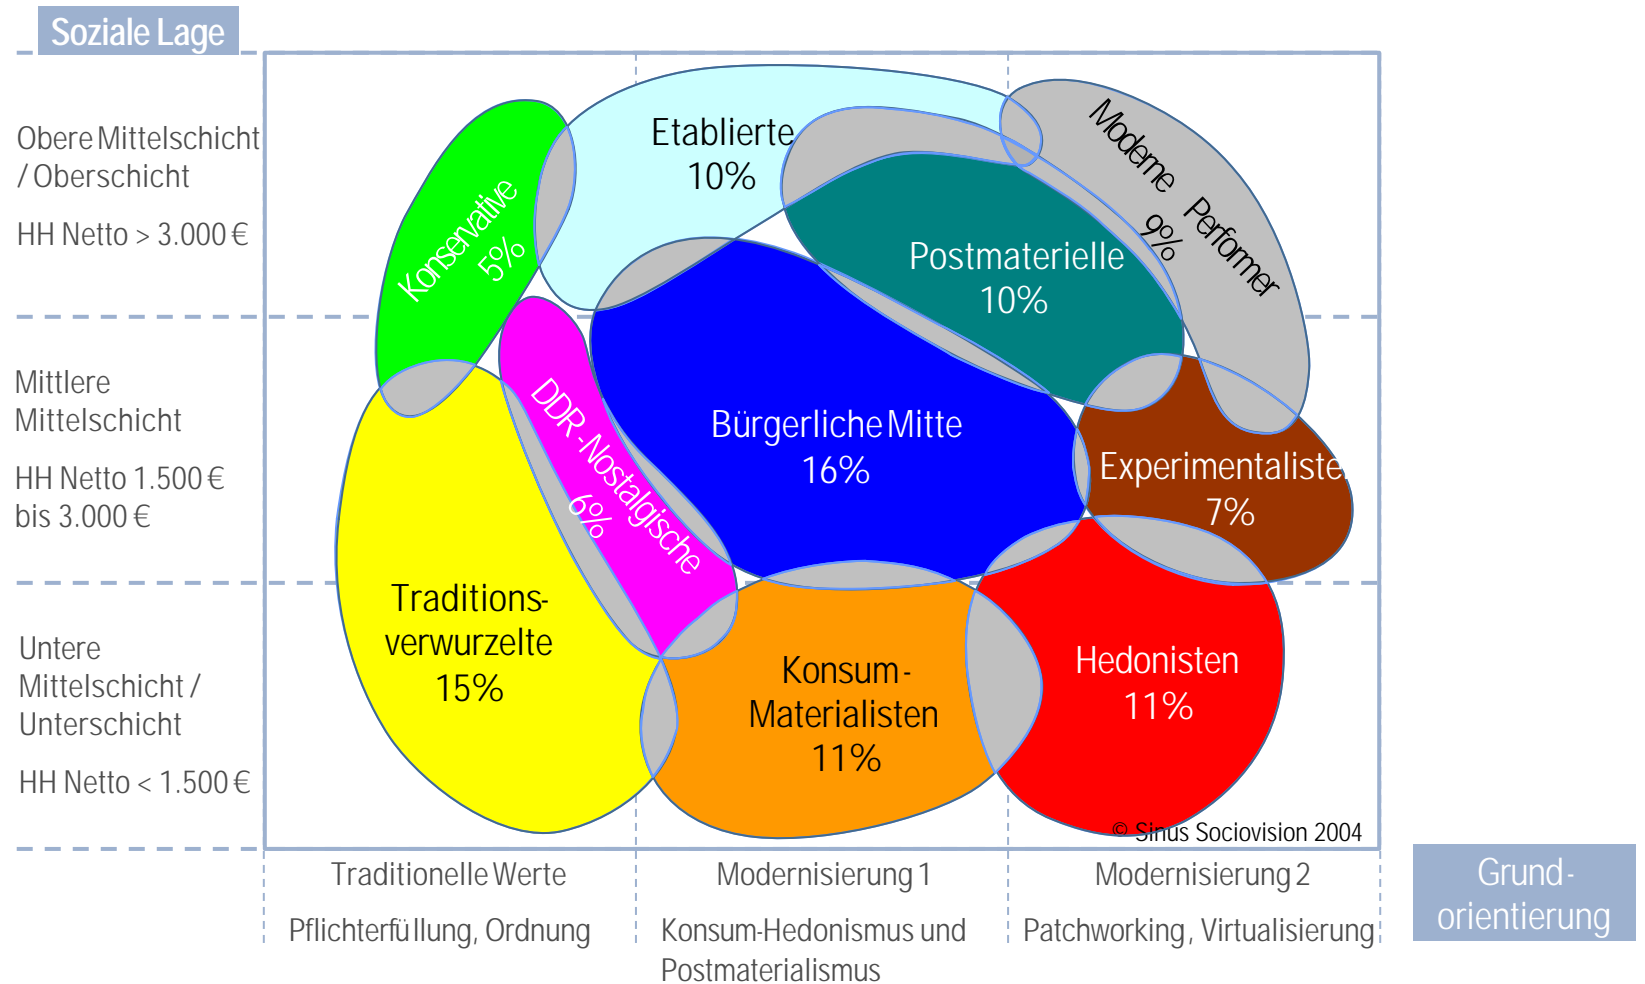 Soziale Lage
Obere Mittelschicht
/ Oberschicht
HH Netto > 3.000 €
Mittlere
Mittelschicht
HH Netto 1.500 €
bis 3.000 €
Untere
Mittelschicht /
Unterschicht
HH Netto < 1.500 €
Konservative
5%
Etablierte
10%
Postmaterielle
10%
Moderne Performer
9%
DDR-Nostalgische
6%
Bürgerliche Mitte
16%
Experimentaliste
7%
Traditions-
verwurzelte
15%
Konsum-
Materialisten
11%
Hedonisten
11%
© Sinus Sociovision 2004
Traditionelle Werte
Pflichterfüllung, Ordnung
Modernisierung 1
Konsum-Hedonismus und
Postmaterialismus
Modernisierung 2
Patchworking, Virtualisierung
Grund-
orientierung